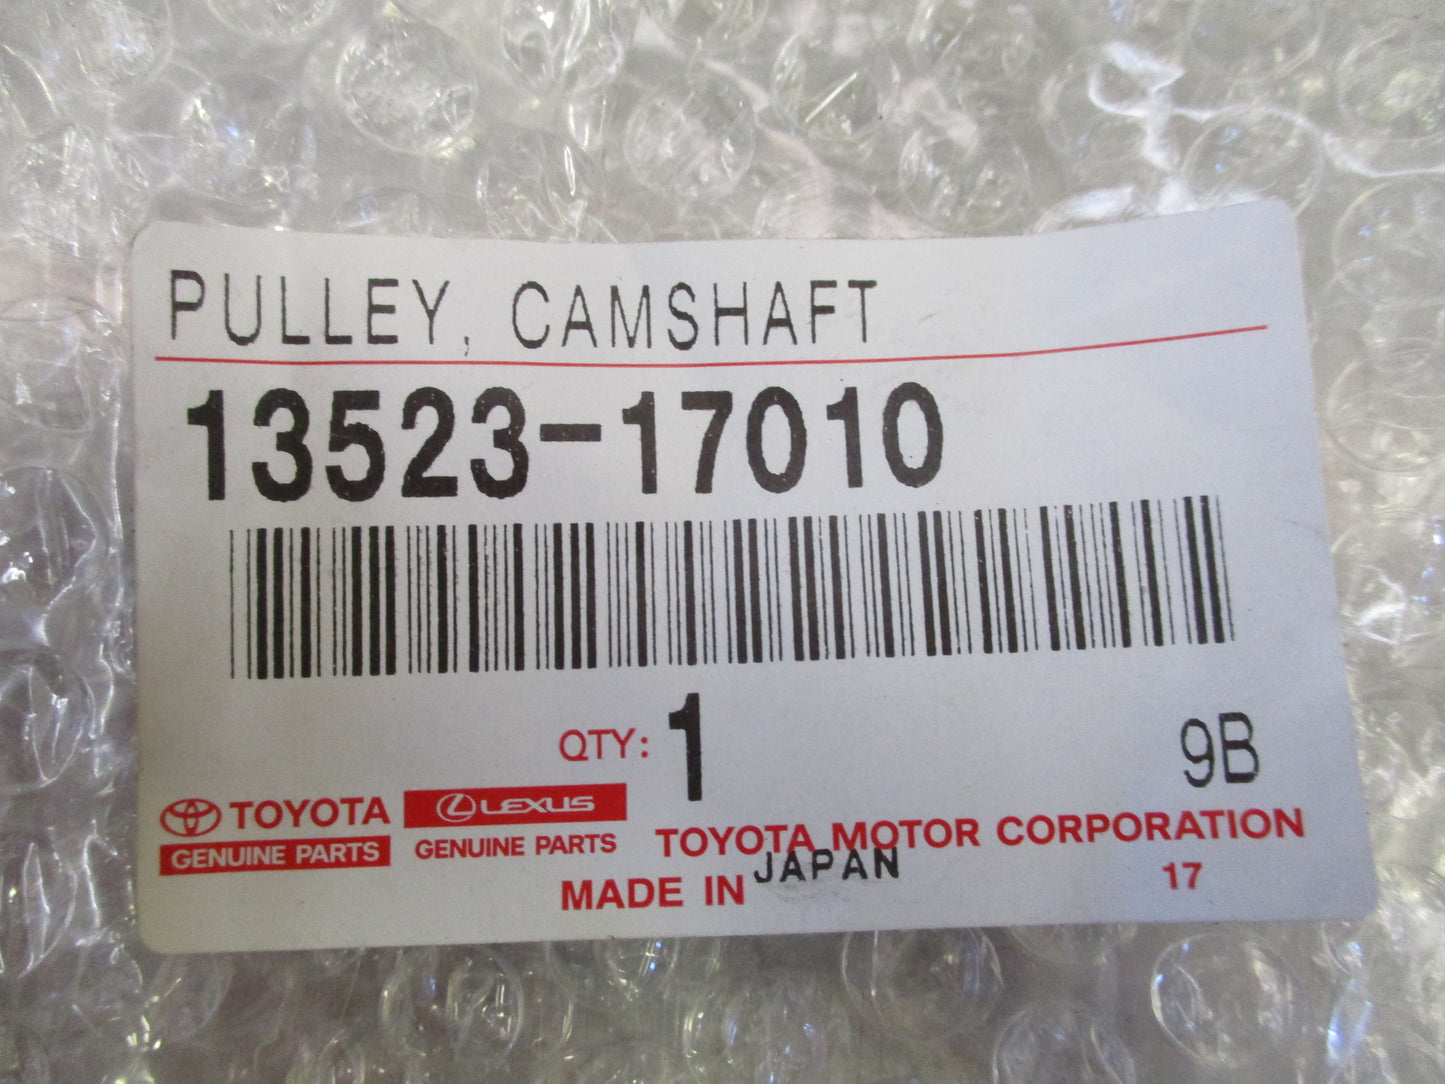 PULLEY, CAMSHAFT
13523-17010
QTY: 1
9B
TOYOTA
GENUINE PARTS
LEXUS
GENUINE PARTS
TOYOTA MOTOR CORPORATION
MADE IN JAPAN
17